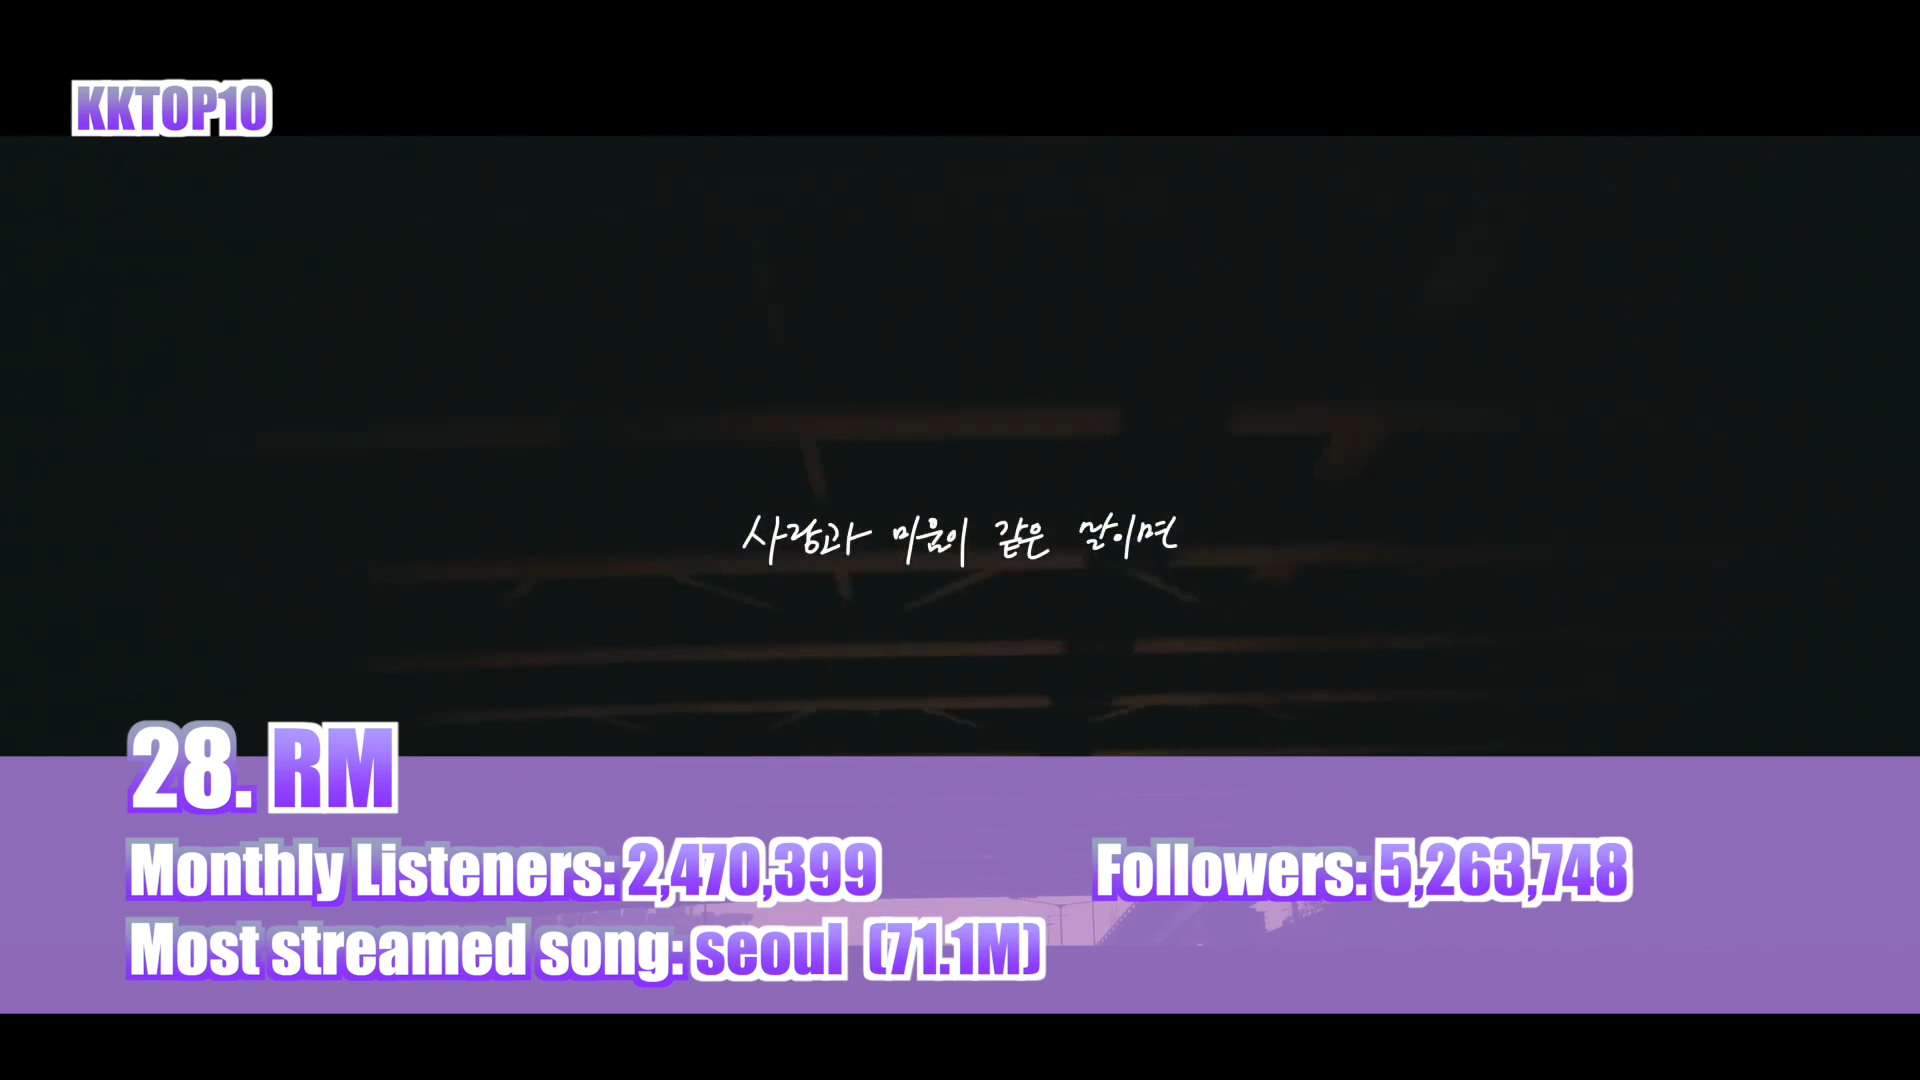 KKTOP10
사랑과 미움이 같은 말이면
28. RM
Monthly Listeners: 2,470,399
Followers: 5,263,748
Most streamed song: seoul (71.1M)